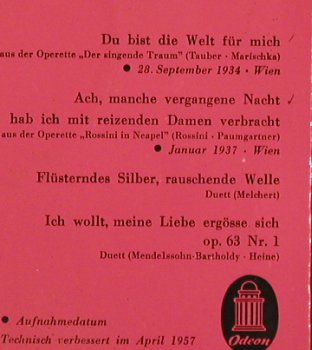 Du bist die Welt für mich ✓
aus der Operette „Der singende Traum" (Tauber · Marischka)
● 28. September 1934 · Wien
Ach, manche vergangene Nacht ✓
hab ich mit reizenden Damen verbracht
aus der Operette „Rossini in Neapel" (Rossini · Paumgartner)
● Januar 1937 · Wien
Flüsterndes Silber, rauschende Welle
Duett (Melchert)
Ich wollt, meine Liebe ergösse sich
op. 63 Nr. 1
Duett (Mendelssohn-Bartholdy · Heine)
● Aufnahmedatum
Technisch verbessert im April 1957
Odeon